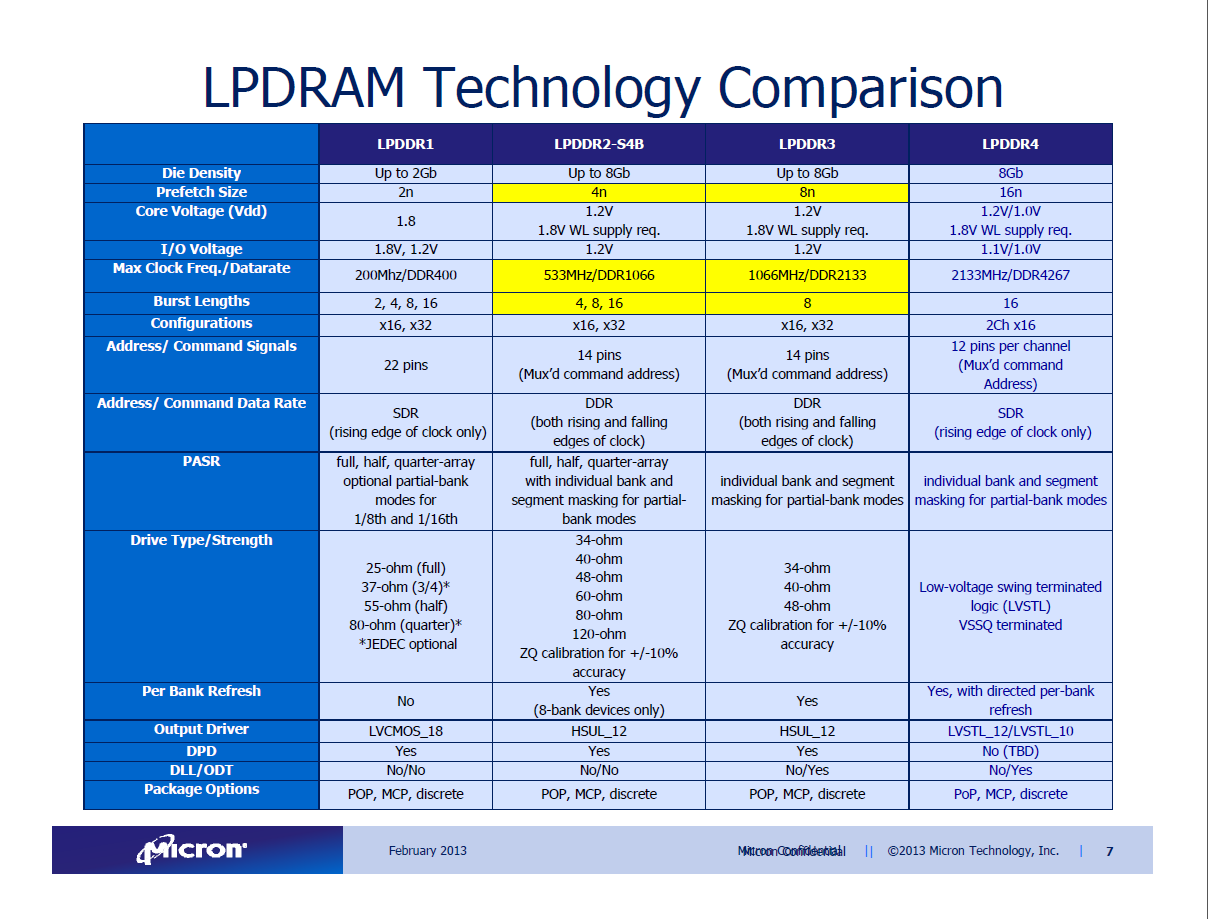 LPDRAM Technology Comparison
LPDDR1 LPDDR2-S4B LPDDR3 LPDDR4
Die Density Up to 2Gb Up to 8Gb Up to 8Gb 8Gb
Prefetch Size 2n 4n 8n 16n
Core Voltage (Vdd)
1.8
1.2V
1.8V WL supply req.
1.2V
1.8V WL supply req.
1.2V/1.0V
1.8V WL supply req.
I/O Voltage 1.8V, 1.2V 1.2V 1.2V 1.1V/1.0V
Max Clock Freq./Datarate 200Mhz/DDR400 533MHz/DDR1066 1066MHz/DDR2133 2133MHz/DDR4267
Burst Lengths 2, 4, 8, 16 4, 8, 16 8 16
Configurations x16, x32 x16, x32 x16, x32 2Ch x16
Address/ Command Signals
22 pins
14 pins
(Mux'd command address)
14 pins
(Mux'd command address)
12 pins per channel
(Mux'd command
Address)
Address/ Command Data Rate
SDR
(rising edge of clock only)
DDR
(both rising and falling
edges of clock)
DDR
(both rising and falling
edges of clock)
SDR
(rising edge of clock only)
PASR
full, half, quarter-array
optional partial-bank
modes for
1/8th and 1/16th
full, half, quarter-array
with individual bank and
segment masking for partial-
bank modes
individual bank and segment
masking for partial-bank modes
individual bank and segment
masking for partial-bank modes
Drive Type/Strength
25-ohm (full)
37-ohm (3/4)*
55-ohm (half)
80-ohm (quarter)*
*JEDEC optional
34-ohm
40-ohm
48-ohm
60-ohm
80-ohm
120-ohm
ZQ calibration for +/-10%
accuracy
34-ohm
40-ohm
48-ohm
ZQ calibration for +/-10%
accuracy
Low-voltage swing terminated
logic (LVSTL)
VSSQ terminated
Per Bank Refresh
No
Yes
(8-bank devices only)
Yes
Yes, with directed per-bank
refresh
Output Driver LVCMOS_18 HSUL_12 HSUL_12 LVSTL_12/LVSTL_10
DPD Yes Yes Yes No (TBD)
DLL/ODT No/No No/No No/Yes No/Yes
Package Options POP, MCP, discrete POP, MCP, discrete POP, MCP, discrete PoP, MCP, discrete
Micron February 2013 Micron Confidential || ©2013 Micron Technology, Inc. | 7